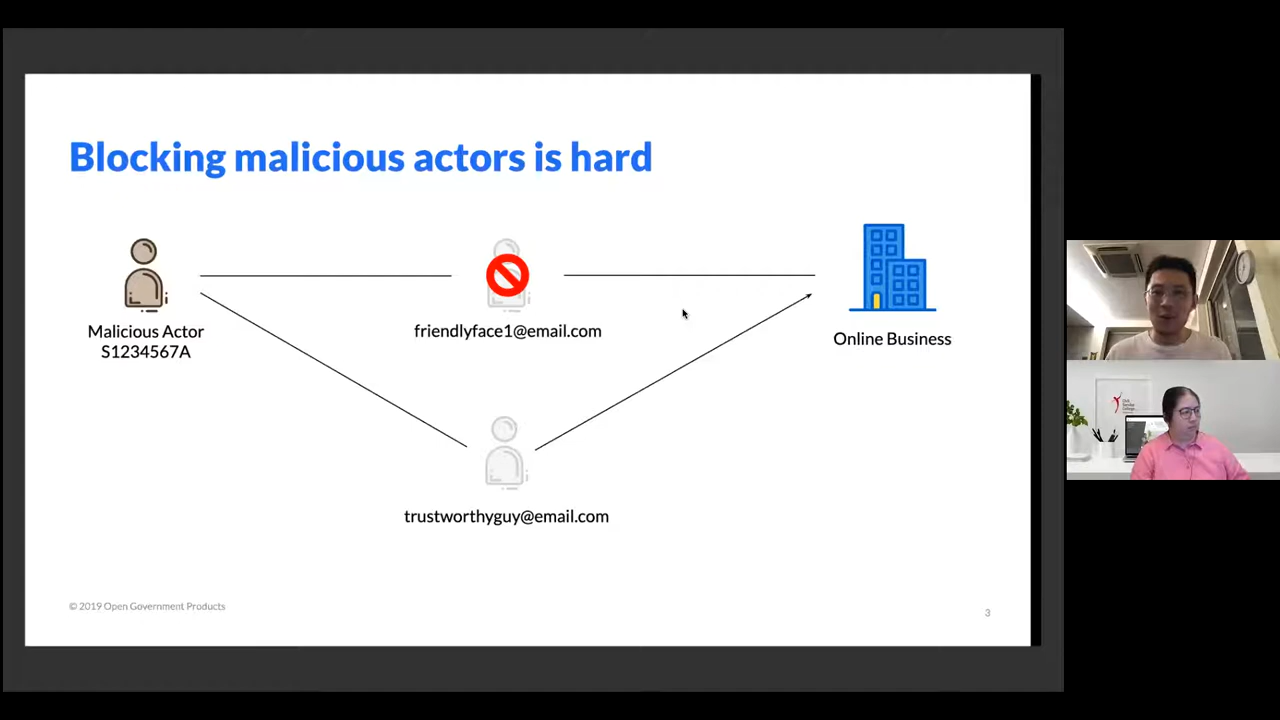 Blocking malicious actors is hard
Malicious Actor
S1234567A
friendlyface1@email.com
Online Business
trustworthyguy@email.com
© 2019 Open Government Products
3